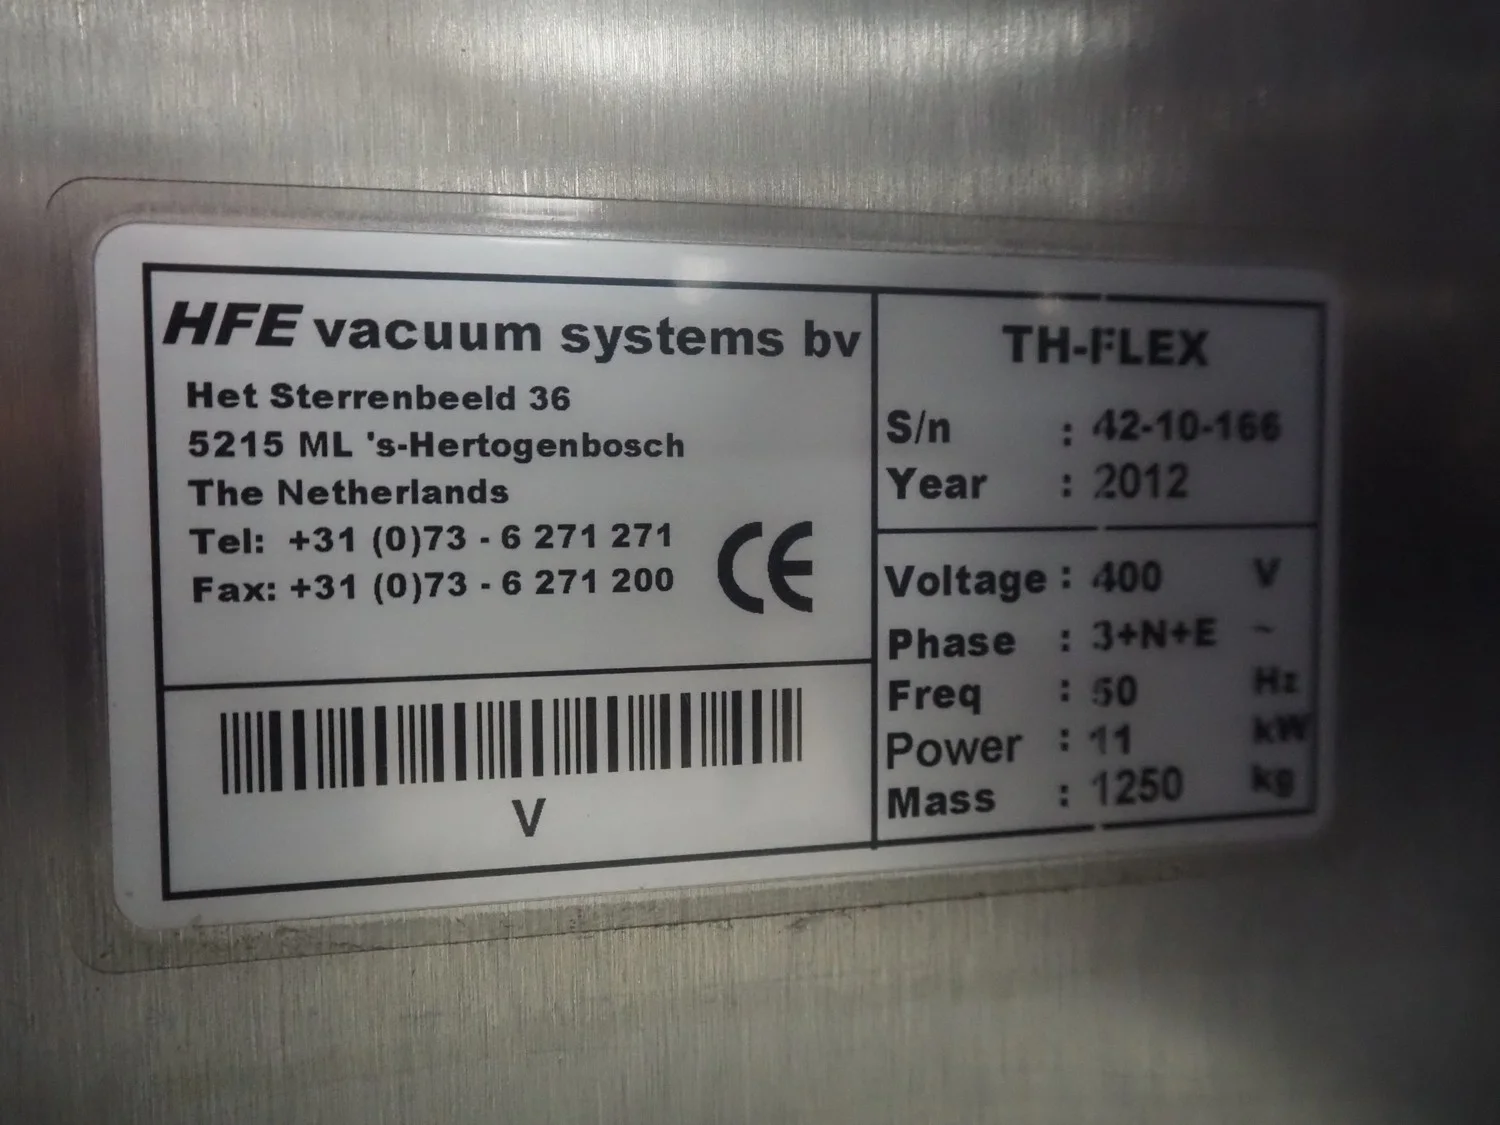 HFE vacuum systems bv
Het Sterrenbeeld 36
5215 ML 's-Hertogenbosch
The Netherlands
Tel: +31 (0)73 - 6 271 271
Fax: +31 (0)73 - 6 271 200
CE
V
TH-FLEX
S/n : 42-10-166
Year : 2012
Voltage : 400 V
Phase : 3+N+E ~
Freq : 50 Hz
Power : 11 kW
Mass : 1250 kg